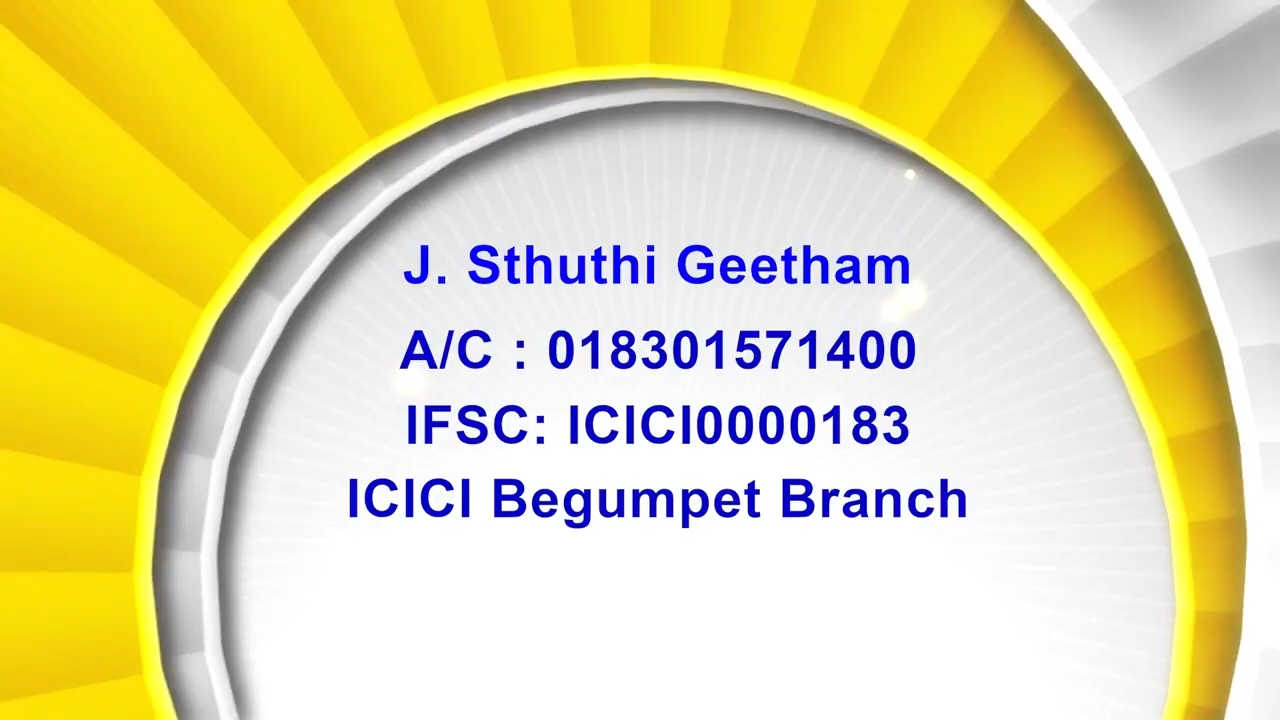 J. Sthuthi Geetham
A/C : 018301571400
IFSC: ICICI0000183
ICICI Begumpet Branch